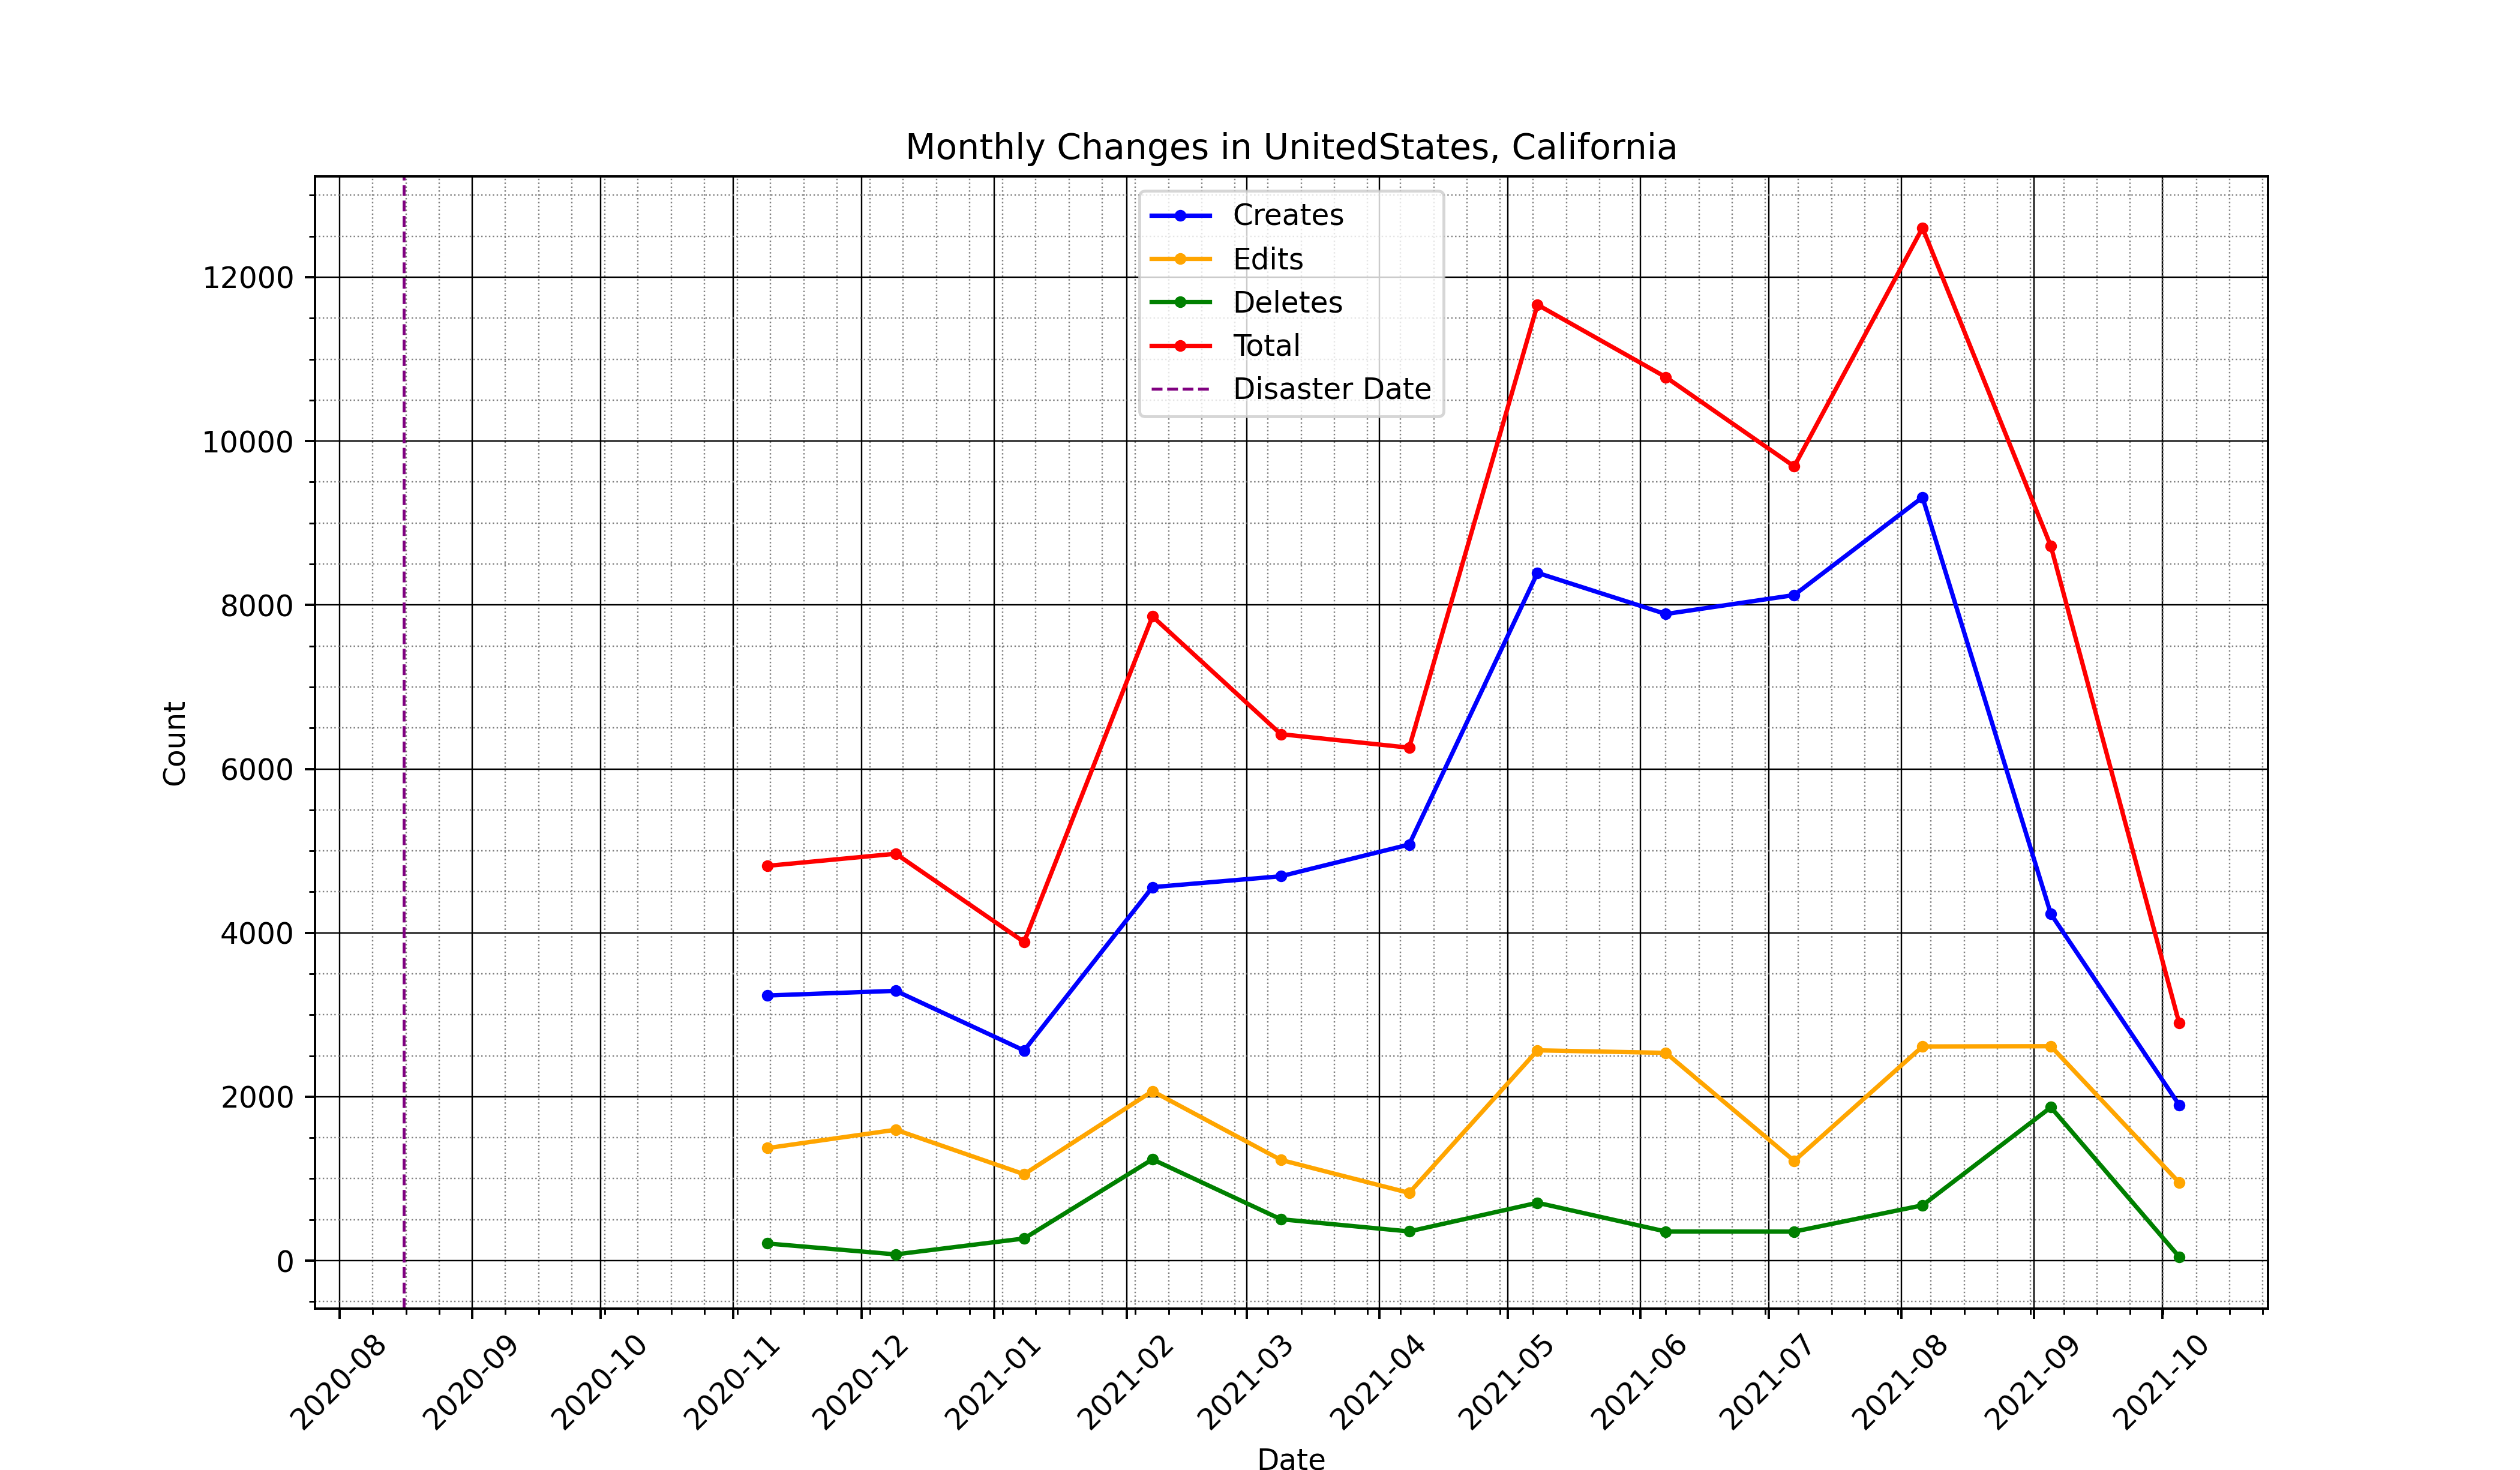 Monthly Changes in UnitedStates, California
Creates
Edits
Deletes
Total
Disaster Date
12000
10000
8000
6000
4000
2000
0
Count
2020-08
2020-09
2020-10
2020-11
2020-12
2021-01
2021-02
2021-03
2021-04
2021-05
2021-06
2021-07
2021-08
2021-09
2021-10
Date